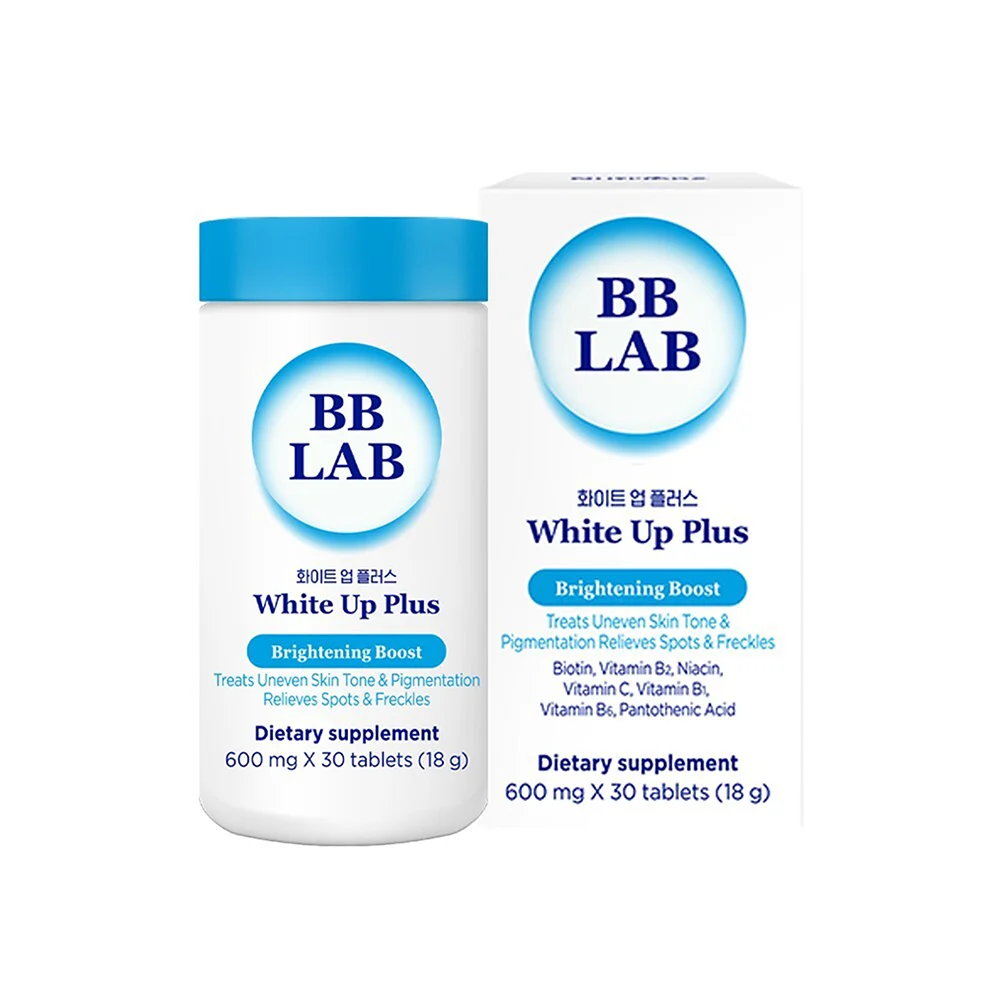 BB
LAB
화이트 업 플러스
White Up Plus
Brightening Boost
Treats Uneven Skin Tone & Pigmentation
Relieves Spots & Freckles
Dietary supplement
600 mg X 30 tablets (18 g)
BB
LAB
화이트 업 플러스
White Up Plus
Brightening Boost
Treats Uneven Skin Tone &
Pigmentation Relieves Spots & Freckles
Biotin, Vitamin B2, Niacin,
Vitamin C, Vitamin B1,
Vitamin B6, Pantothenic Acid
Dietary supplement
600 mg X 30 tablets (18 g)